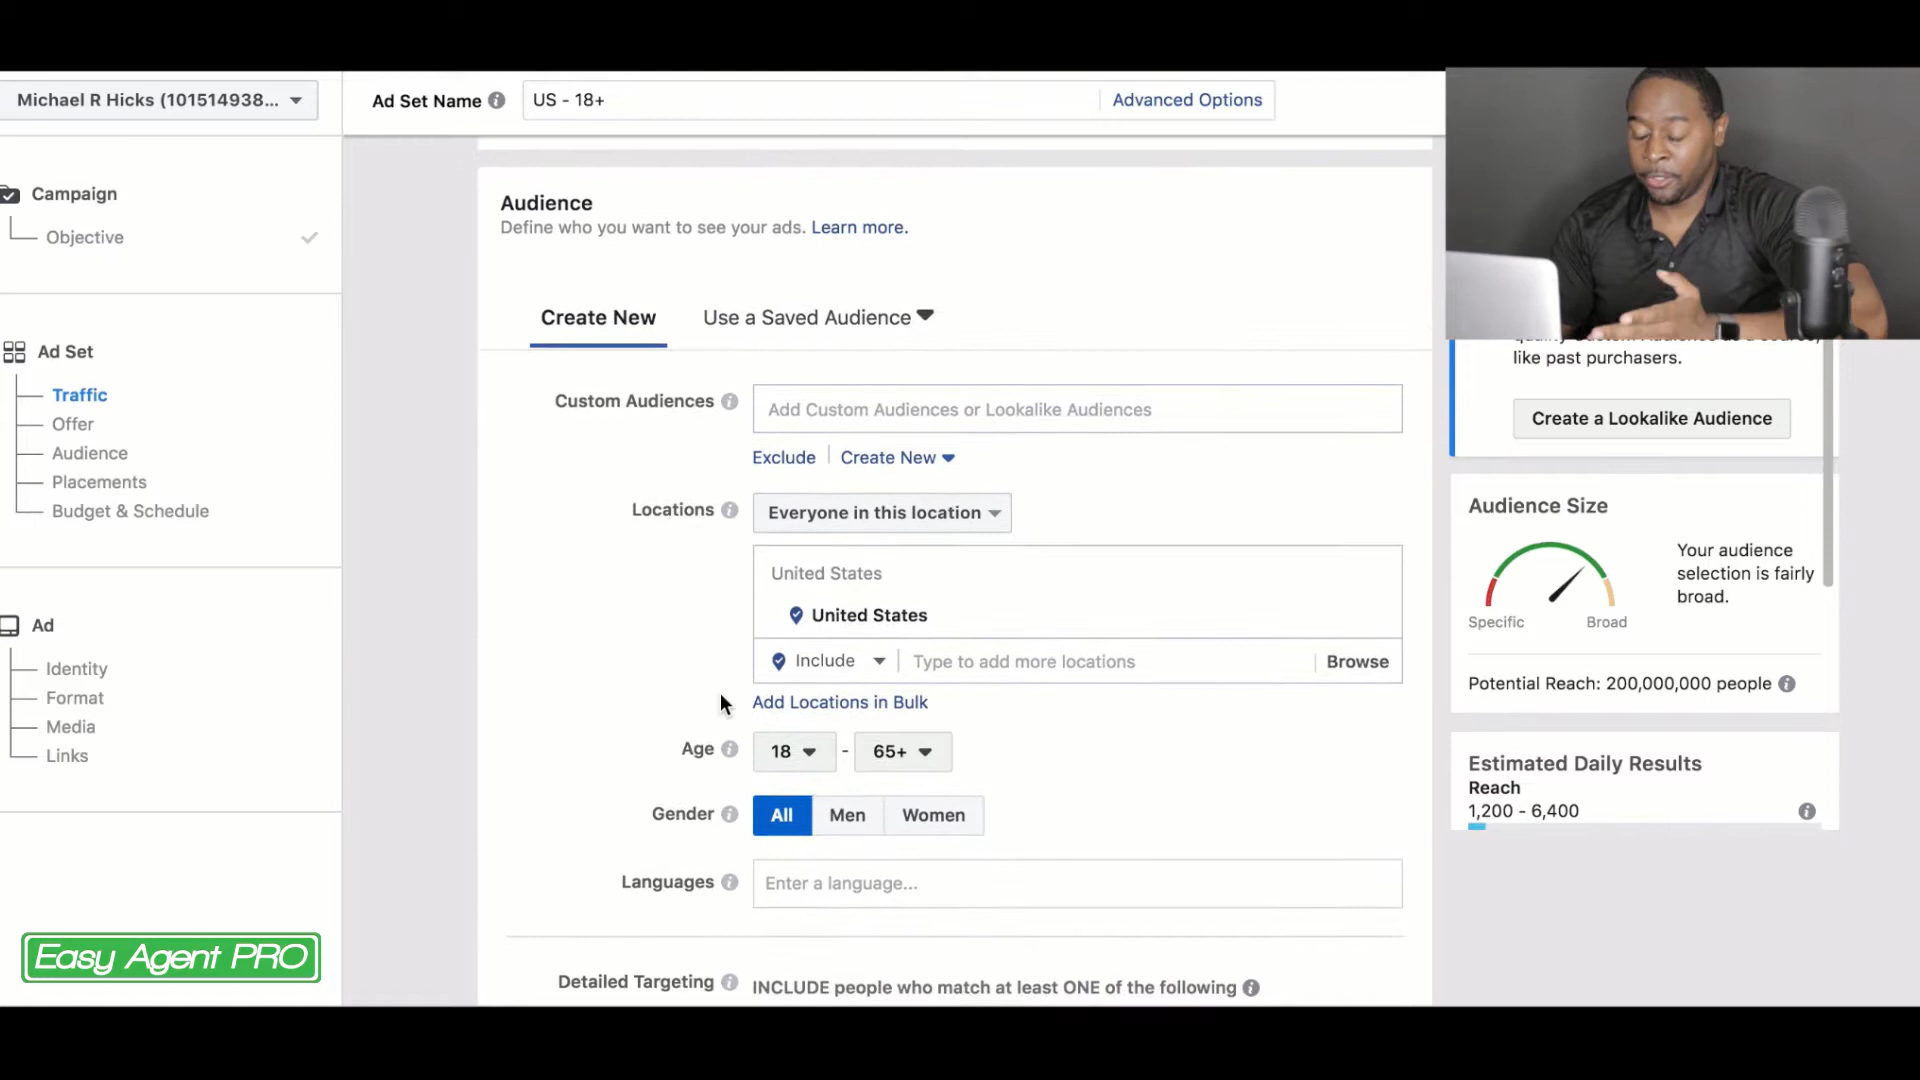 Michael R Hicks (101514938...
Ad Set Name
US - 18+
Advanced Options
Campaign
Objective
Ad Set
Traffic
Offer
Audience
Placements
Budget & Schedule
Ad
Identity
Format
Media
Links
Easy Agent PRO
Audience
Define who you want to see your ads. Learn more.
Create New
Use a Saved Audience
Custom Audiences
Add Custom Audiences or Lookalike Audiences
Exclude
Create New
Locations
Everyone in this location
United States
United States
Include
Type to add more locations
Browse
Add Locations in Bulk
Age
18 - 65+
Gender
All
Men
Women
Languages
Enter a language...
Detailed Targeting
INCLUDE people who match at least ONE of the following
like past purchasers.
Create a Lookalike Audience
Audience Size
Specific
Broad
Your audience
selection is fairly
broad.
Potential Reach: 200,000,000 people
Estimated Daily Results
Reach
1,200 - 6,400